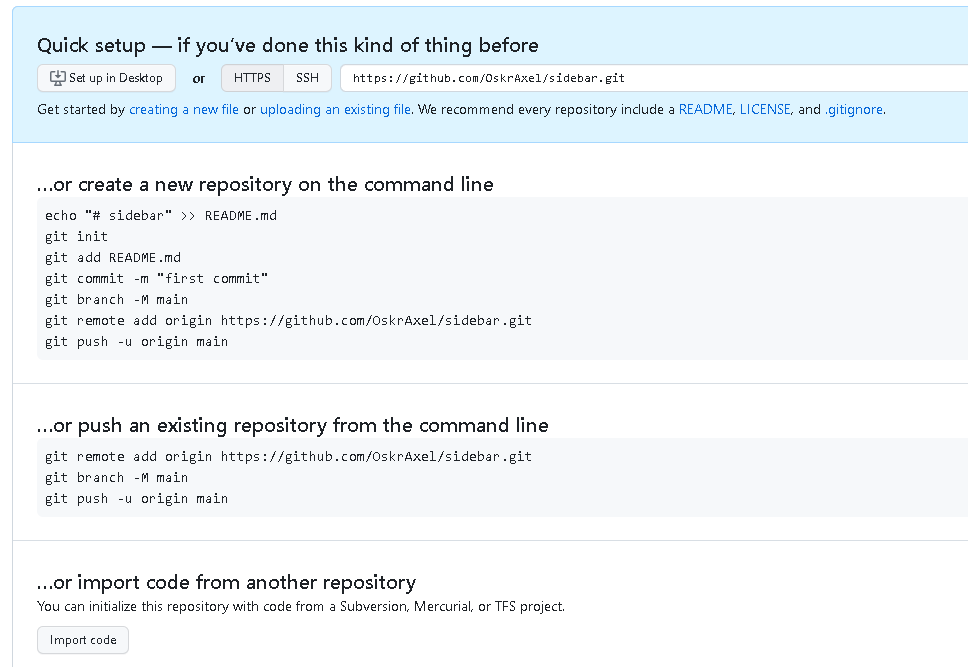 Quick setup — if you’ve done this kind of thing before
Set up in Desktop or HTTPS SSH https://github.com/OskrAxel/sidebar.git
Get started by creating a new file or uploading an existing file. We recommend every repository include a README, LICENSE, and .gitignore.
…or create a new repository on the command line
echo "# sidebar" >> README.md
git init
git add README.md
git commit -m "first commit"
git branch -M main
git remote add origin https://github.com/OskrAxel/sidebar.git
git push -u origin main
…or push an existing repository from the command line
git remote add origin https://github.com/OskrAxel/sidebar.git
git branch -M main
git push -u origin main
…or import code from another repository
You can initialize this repository with code from a Subversion, Mercurial, or TFS project.
Import code